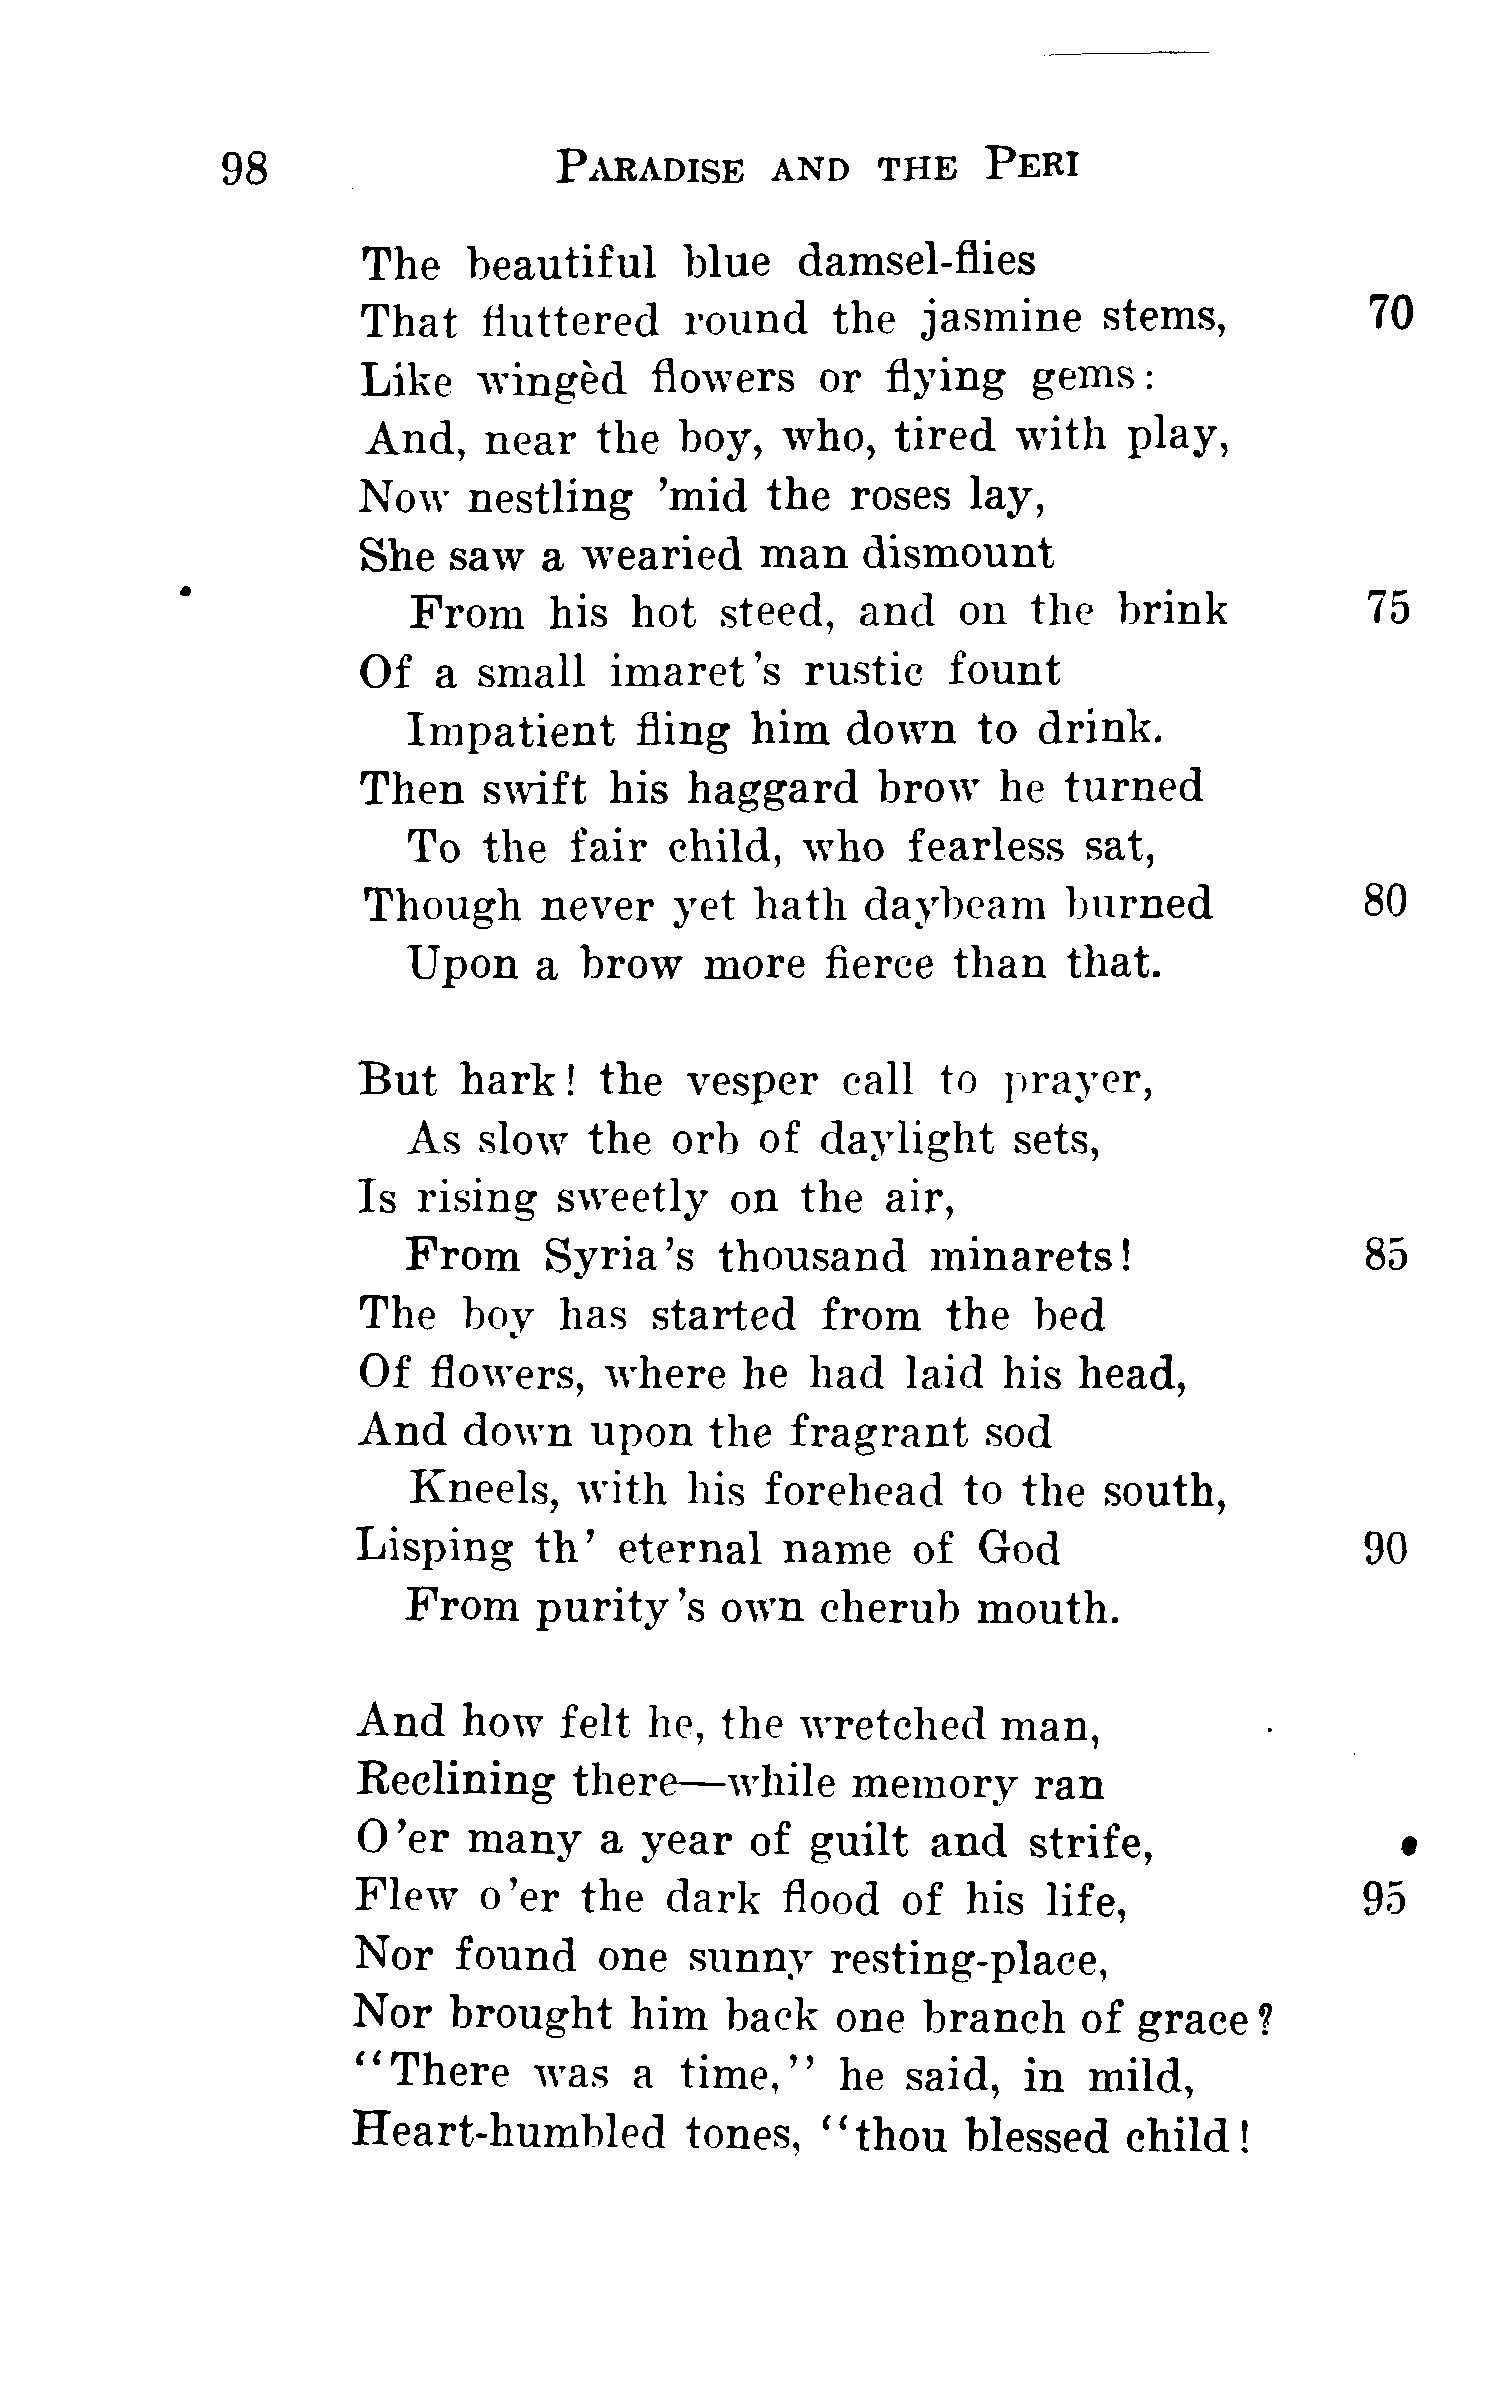 98 PARADISE AND THE PERI
The beautiful blue damsel-flies
That fluttered round the jasmine stems, 70
Like wingèd flowers or flying gems:
And, near the boy, who, tired with play,
Now nestling 'mid the roses lay,
She saw a wearied man dismount
From his hot steed, and on the brink 75
Of a small imaret's rustic fount
Impatient fling him down to drink.
Then swift his haggard brow he turned
To the fair child, who fearless sat,
Though never yet hath daybeam burned 80
Upon a brow more fierce than that.
But hark! the vesper call to prayer,
As slow the orb of daylight sets,
Is rising sweetly on the air,
From Syria's thousand minarets! 85
The boy has started from the bed
Of flowers, where he had laid his head,
And down upon the fragrant sod
Kneels, with his forehead to the south,
Lisping th' eternal name of God 90
From purity's own cherub mouth.
And how felt he, the wretched man,
Reclining there—while memory ran
O'er many a year of guilt and strife,
Flew o'er the dark flood of his life, 95
Nor found one sunny resting-place,
Nor brought him back one branch of grace?
"There was a time," he said, in mild,
Heart-humbled tones, "thou blessed child!